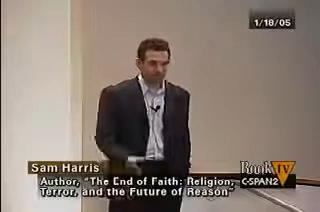 1/18/05
Sam Harris
Author, "The End of Faith: Religion,
Terror, and the Future of Reason"
Book tv
C-SPAN2